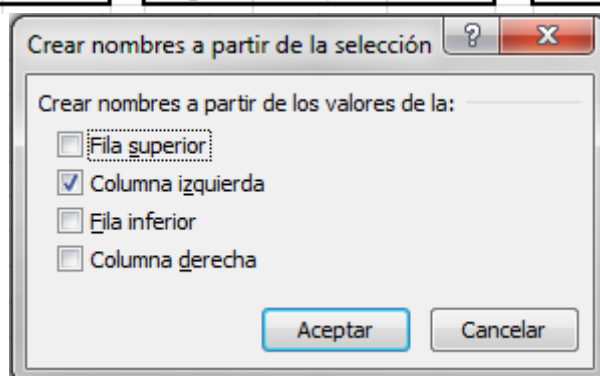 Crear nombres a partir de la selección
Crear nombres a partir de los valores de la:
Fila superior
Columna izquierda
Fila inferior
Columna derecha
Aceptar Cancelar